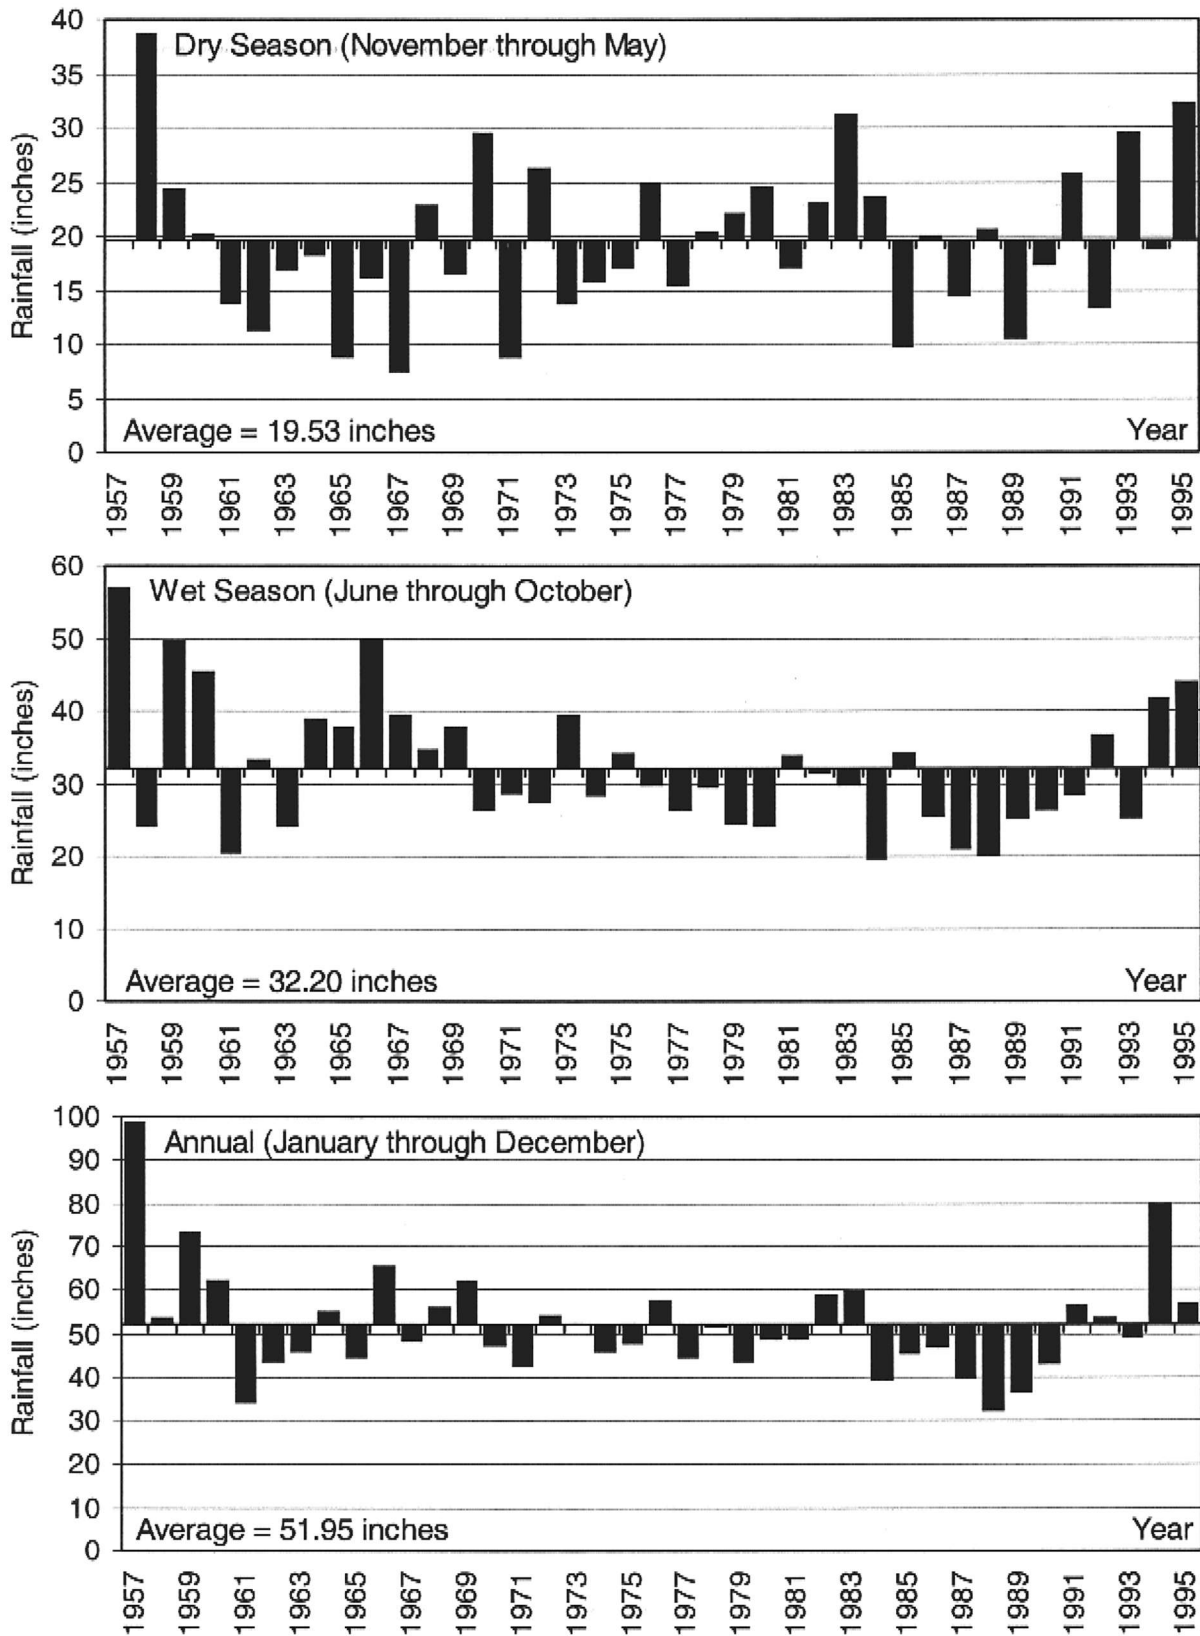 40
Dry Season (November through May)
35
30
25
20
15
10
5
0
Rainfall (inches)
Average = 19.53 inches
Year
1957 1959 1961 1963 1965 1967 1969 1971 1973 1975 1977 1979 1981 1983 1985 1987 1989 1991 1993 1995
60
Wet Season (June through October)
50
40
30
20
10
0
Rainfall (inches)
Average = 32.20 inches
Year
1957 1959 1961 1963 1965 1967 1969 1971 1973 1975 1977 1979 1981 1983 1985 1987 1989 1991 1993 1995
100
Annual (January through December)
90
80
70
60
50
40
30
20
10
0
Rainfall (inches)
Average = 51.95 inches
Year
1957 1959 1961 1963 1965 1967 1969 1971 1973 1975 1977 1979 1981 1983 1985 1987 1989 1991 1993 1995